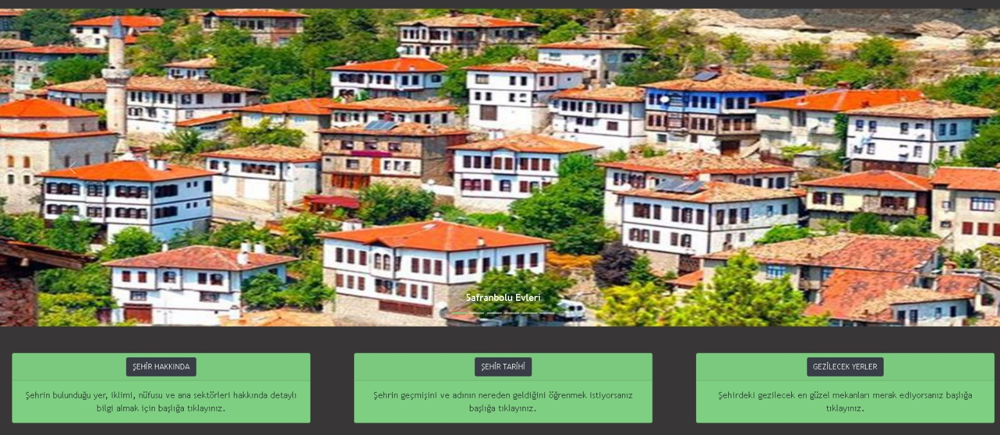 Safranbolu Evleri
ŞEHİR HAKKINDA
Şehrin bulunduğu yer, iklimi, nüfusu ve ana sektörleri hakkında detaylı
bilgi almak için başlığa tıklayınız.
ŞEHİR TARİHİ
Şehrin geçmişini ve adının nereden geldiğini öğrenmek istiyorsanız
başlığa tıklayınız.
GEZİLECEK YERLER
Şehirdeki gezilecek en güzel mekanları merak ediyorsanız başlığa
tıklayınız.